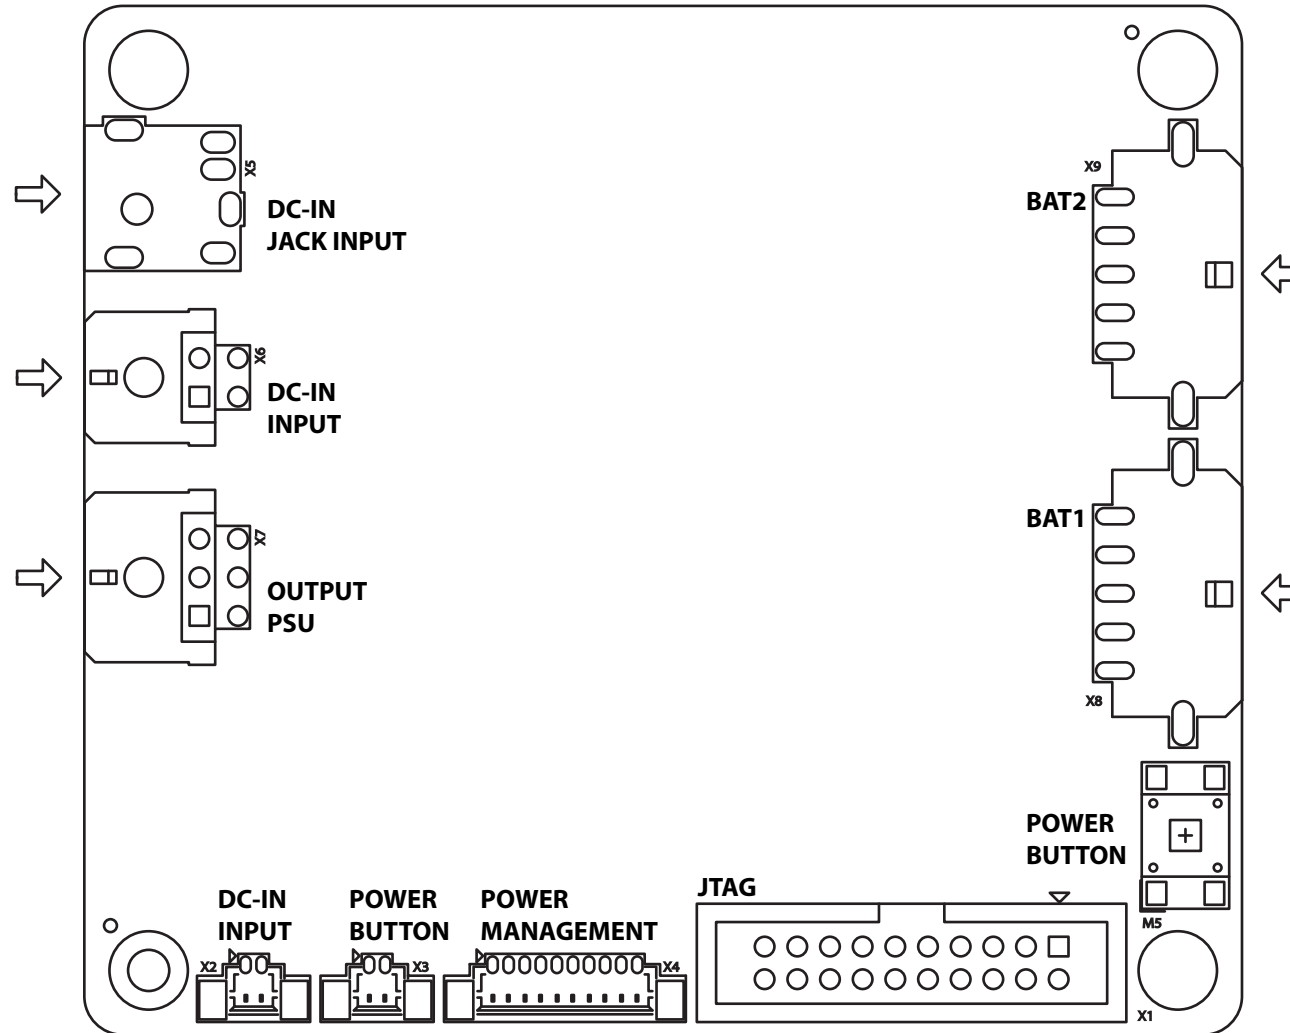 X5
DC-IN
JACK INPUT
X9
BAT2
X6
DC-IN
INPUT
X7
OUTPUT
PSU
BAT1
X8
POWER
BUTTON
M5
DC-IN
INPUT
X2
POWER
BUTTON
X3
POWER
MANAGEMENT
X4
JTAG
X1